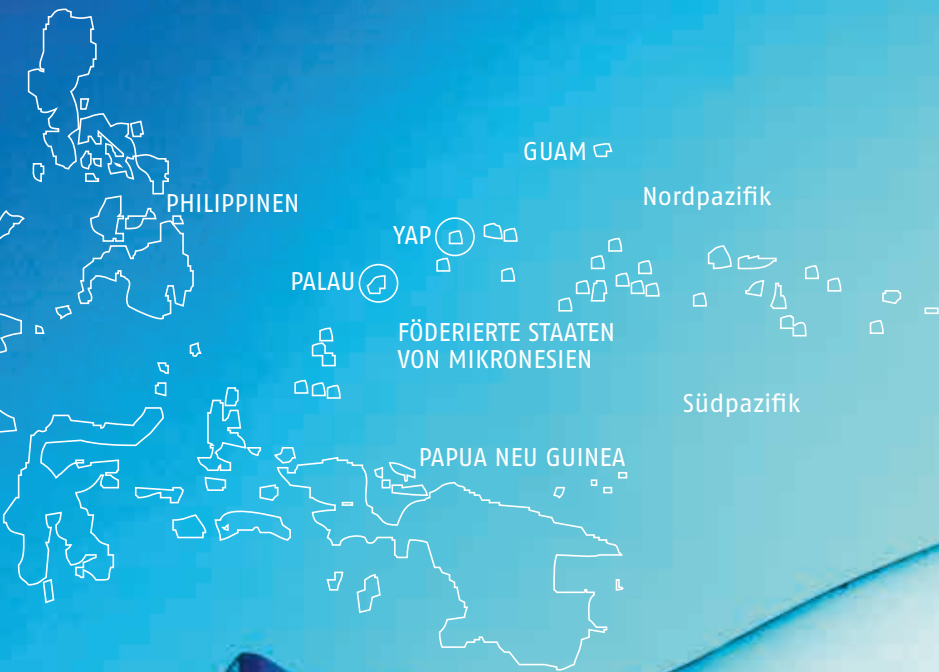 GUAM
Nordpazifik
PHILIPPINEN
YAP
PALAU
FÖDERIERTE STAATEN
VON MIKRONESIEN
Südpazifik
PAPUA NEU GUINEA